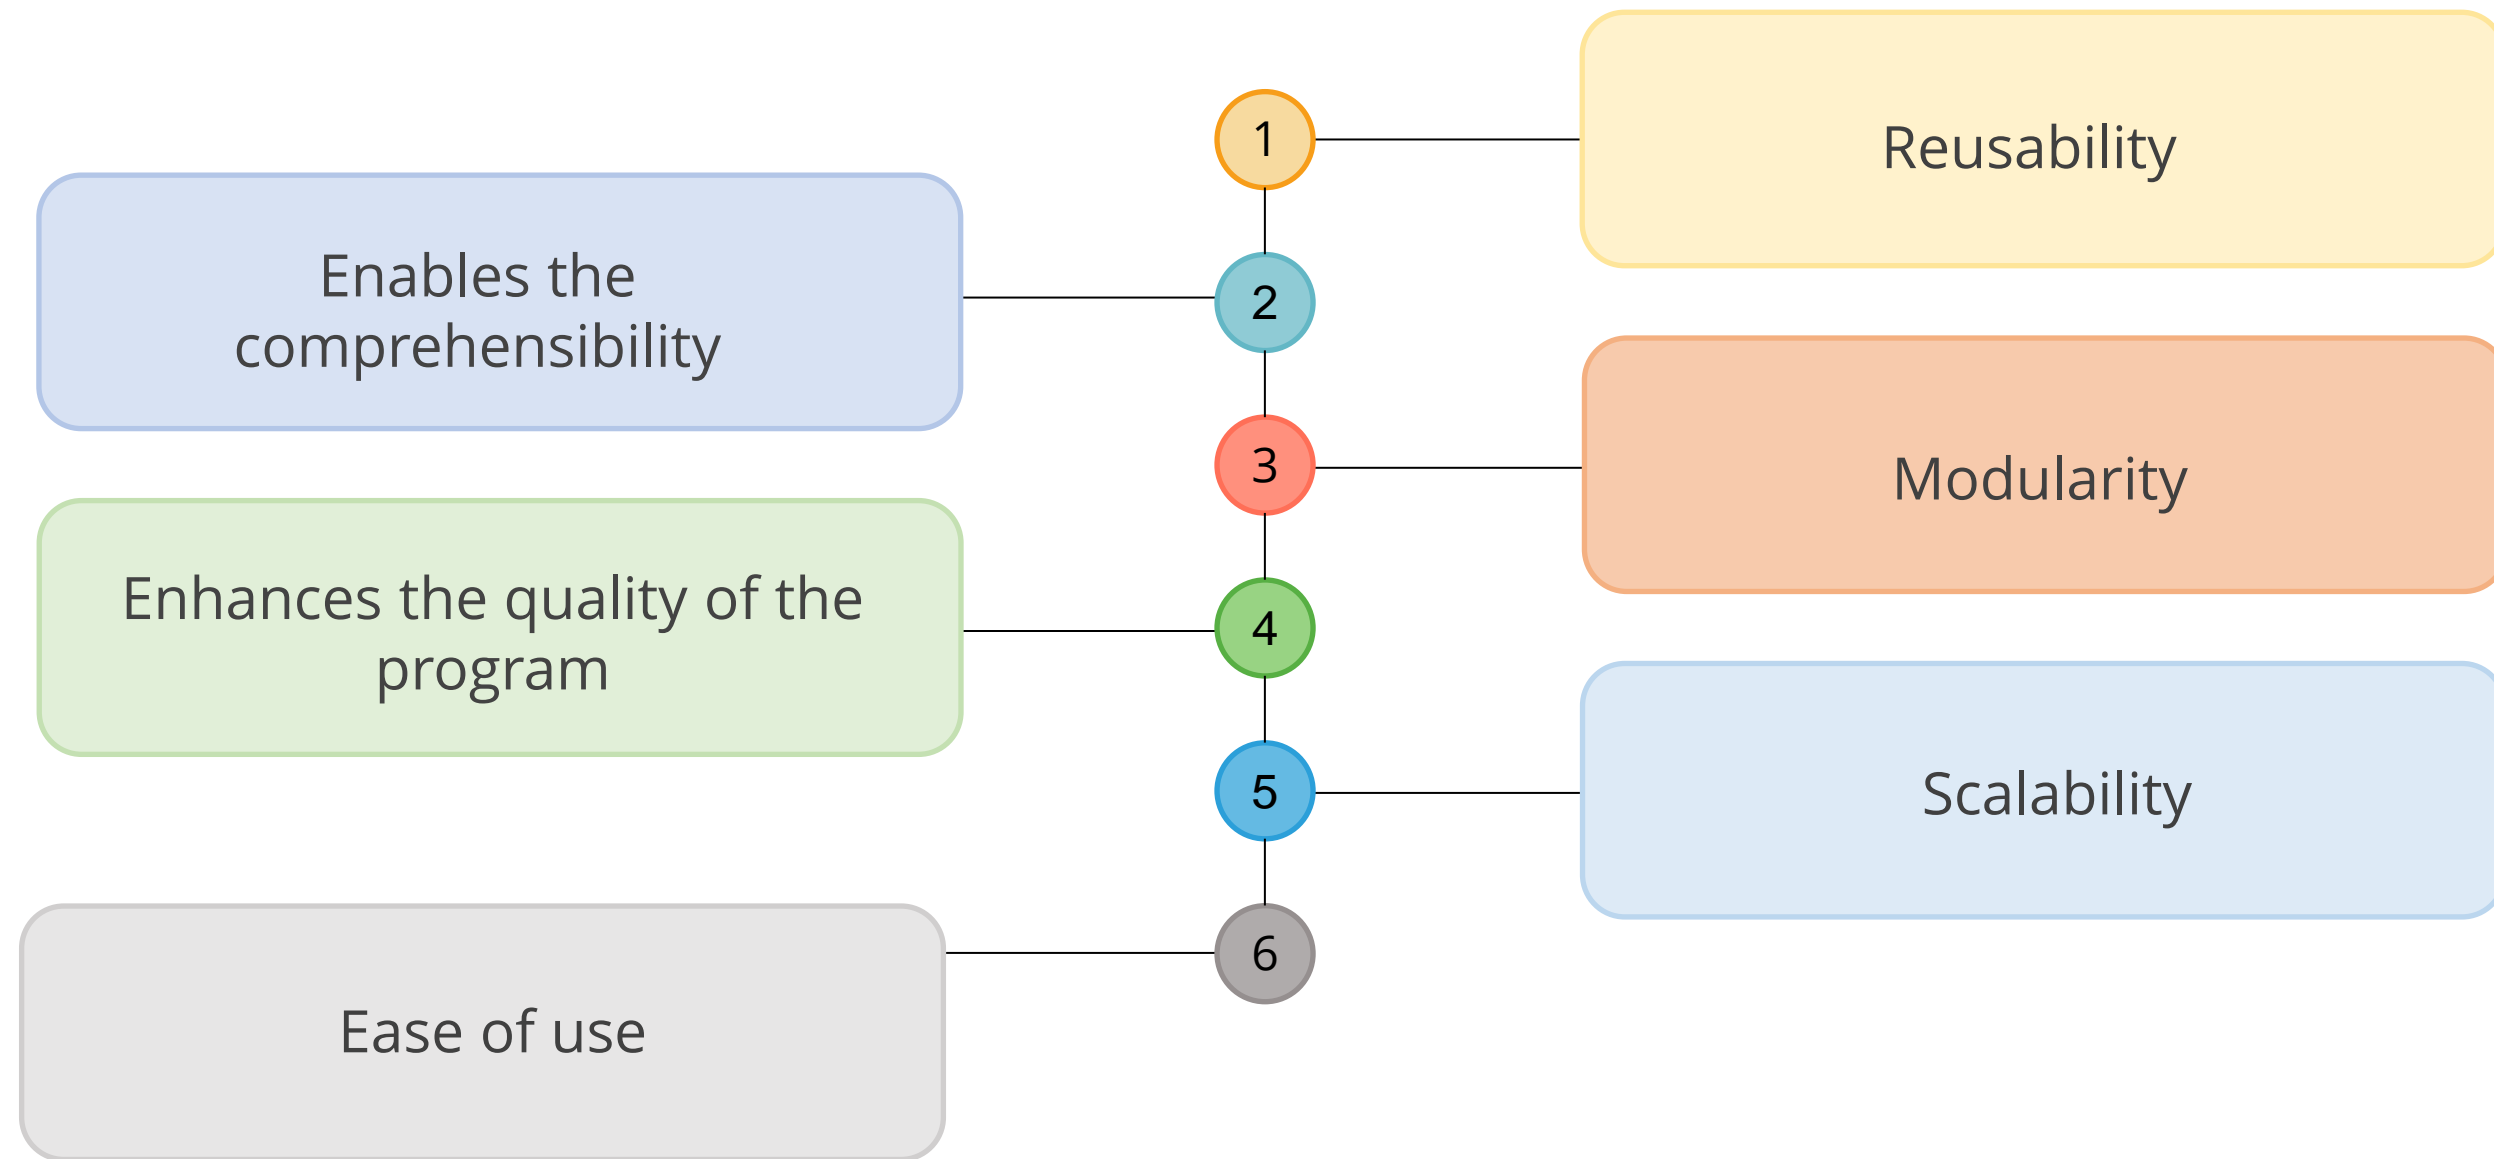 1
Reusability
2
Enables the
comprehensibility
3
Modularity
4
Enhances the quality of the
program
5
Scalability
6
Ease of use